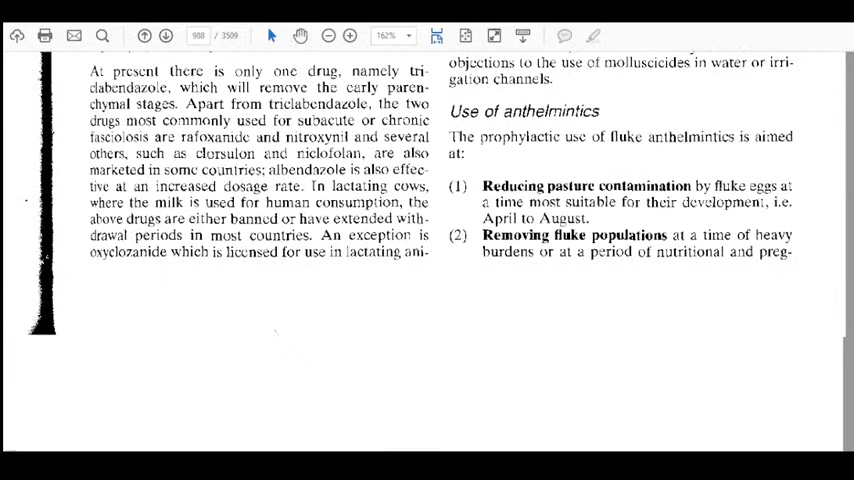 988 / 3509
162%
At present there is only one drug, namely tri-
clabendazole, which will remove the early paren-
chymal stages. Apart from triclabendazole, the two
drugs most commonly used for subacute or chronic
fasciolosis are rafoxanide and nitroxynil and several
others, such as clorsulon and niclofolan, are also
marketed in some countries; albendazole is also effec-
tive at an increased dosage rate. In lactating cows,
where the milk is used for human consumption, the
above drugs are either banned or have extended with-
drawal periods in most countries. An exception is
oxyclozanide which is licensed for use in lactating ani-
objections to the use of molluscicides in water or irri-
gation channels.
Use of anthelmintics
The prophylactic use of fluke anthelmintics is aimed
at:
(1) Reducing pasture contamination by fluke eggs at
a time most suitable for their development, i.e.
April to August.
(2) Removing fluke populations at a time of heavy
burdens or at a period of nutritional and preg-